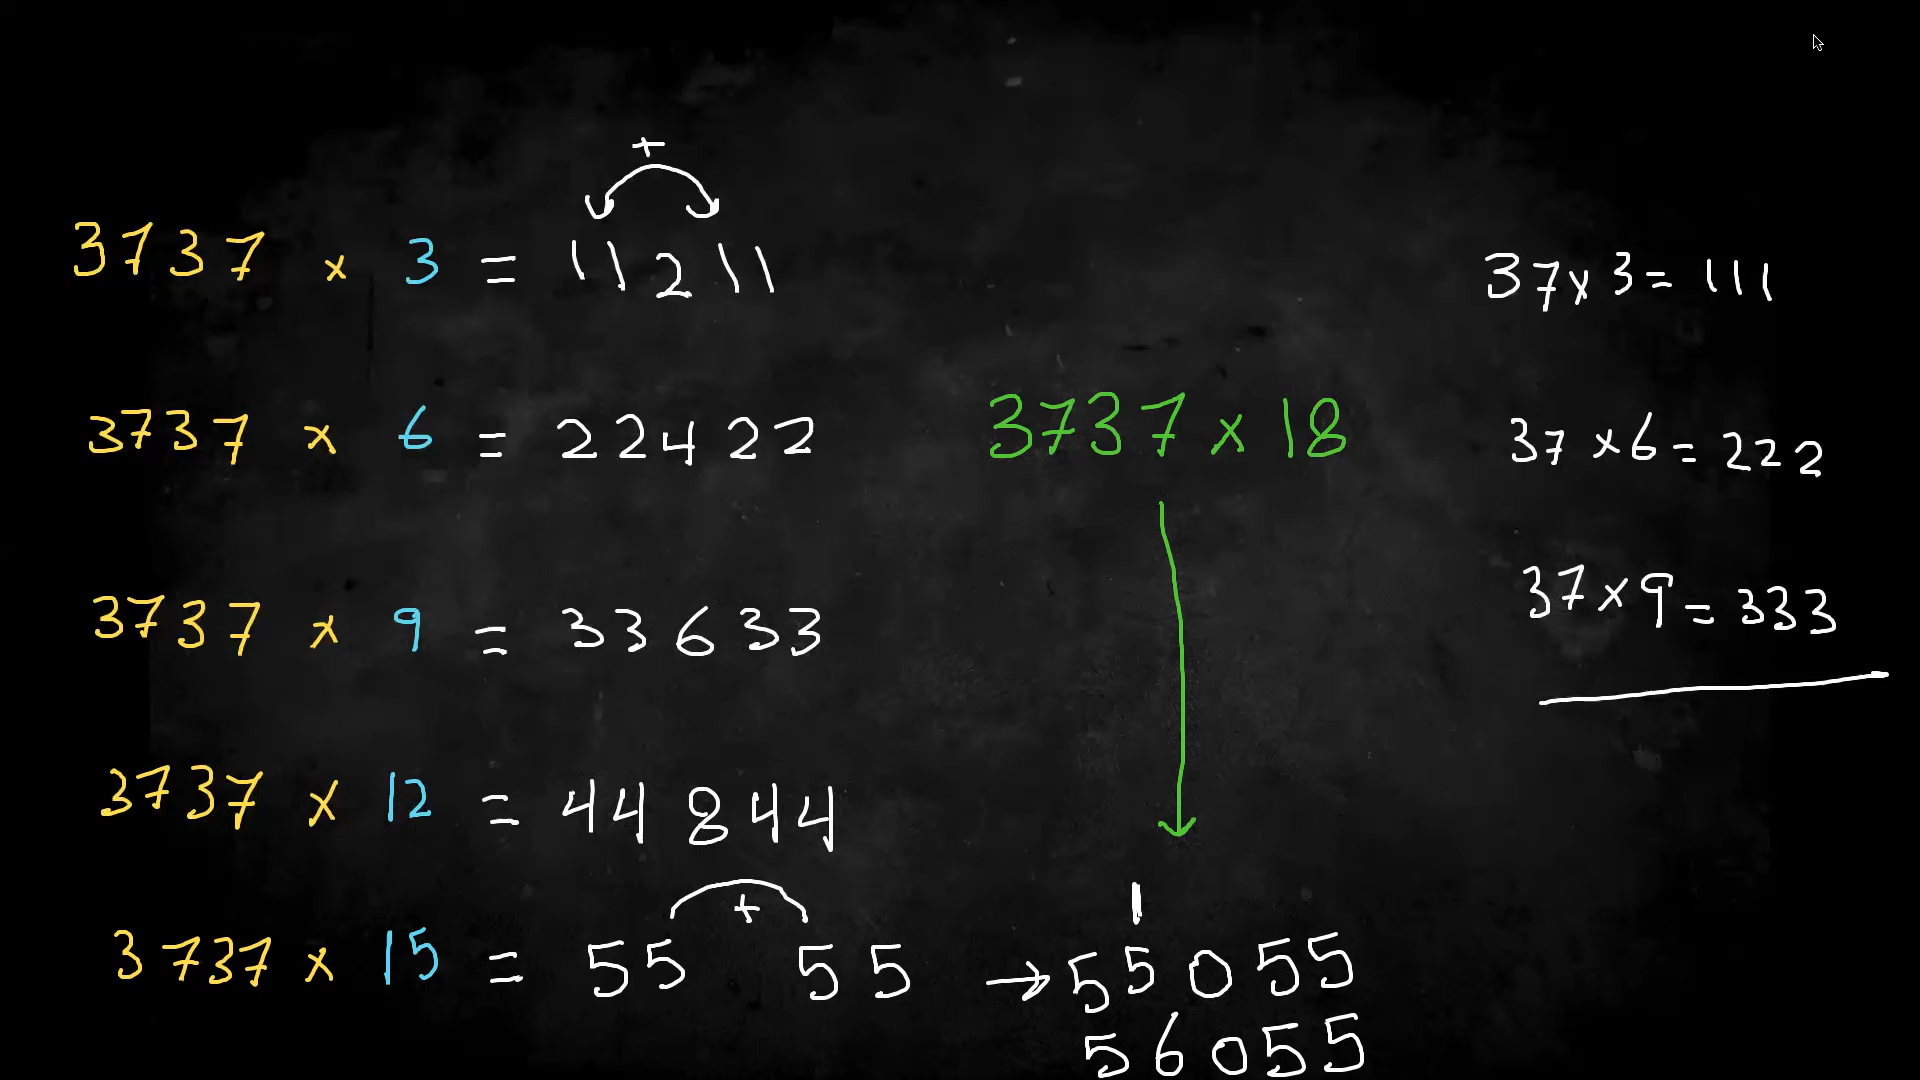 +
3737 x 3 = 11211
3737 x 6 = 22422
3737 x 9 = 33633
3737 x 12 = 44844
+
3737 x 15 = 55 55 → 55055
1
56055
3737 x 18
37 x 3 = 111
37 x 6 = 222
37 x 9 = 333